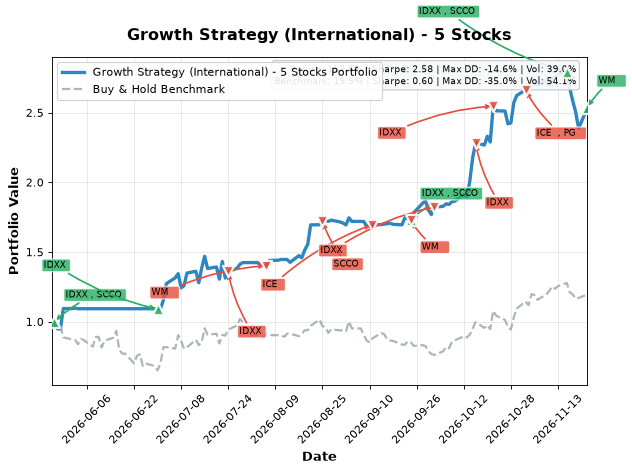 IDXX , SCCO
Growth Strategy (International) - 5 Stocks
Growth Strategy (International) - 5 Stocks Portfolio
Buy & Hold Benchmark
Sharpe: 2.58 | Max DD: -14.6% | Vol: 39.0%
Benchmark: 19.5% | Sharpe: 0.60 | Max DD: -35.0% | Vol: 54.1%
WM
IDXX
ICE , PG
IDXX , SCCO
IDXX
WM
IDXX
SCCO
IDXX
IDXX , SCCO
WM
ICE
IDXX
Portfolio Value
2.5
2.0
1.5
1.0
2026-06-06
2026-06-22
2026-07-08
2026-07-24
2026-08-09
2026-08-25
2026-09-10
2026-09-26
2026-10-12
2026-10-28
2026-11-13
Date